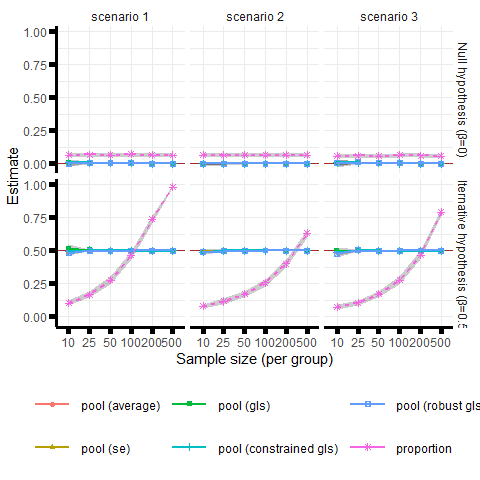 scenario 1 scenario 2 scenario 3
1.00
0.75
0.50
0.25
0.00
Null hypothesis (β=0)
Estimate
1.00
0.75
0.50
0.25
0.00
lternative hypothesis (β=0.5
10 25 50 100 200 500 10 25 50 100 200 500 10 25 50 100 200 500
Sample size (per group)
pool (average) pool (gls) pool (robust gls
pool (se) pool (constrained gls) proportion